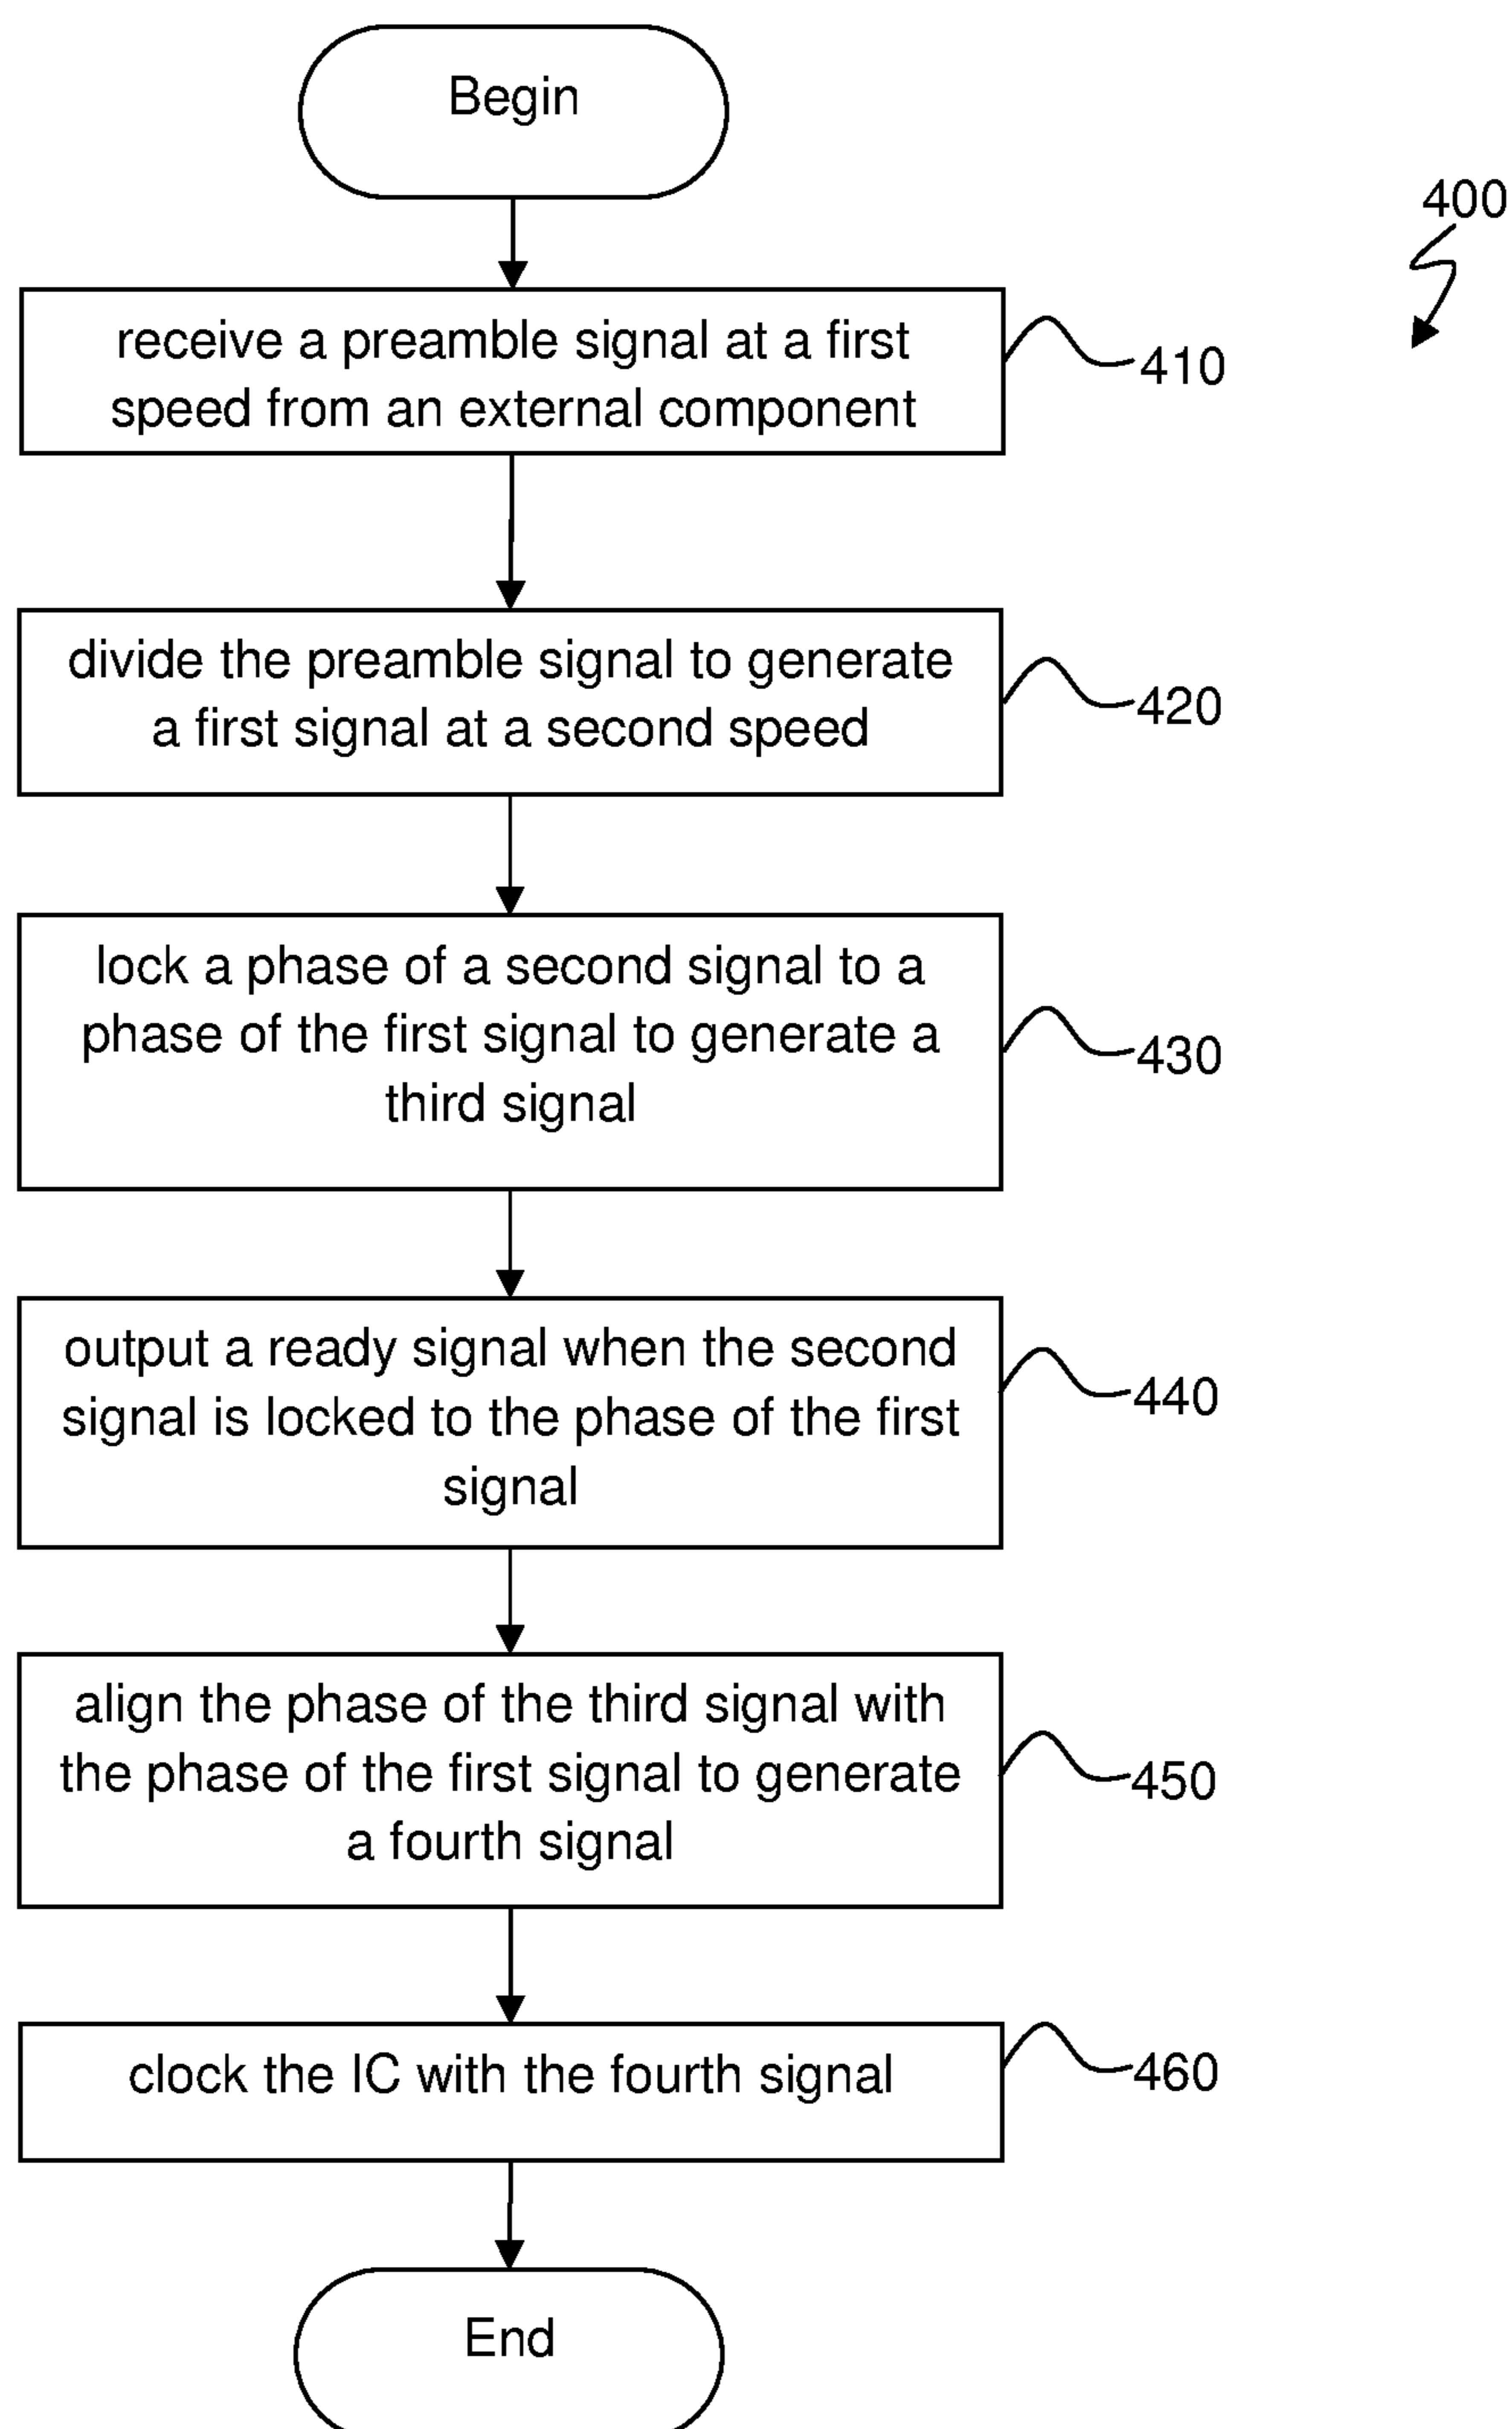 Begin
400
receive a preamble signal at a first
speed from an external component
410
divide the preamble signal to generate
a first signal at a second speed
420
lock a phase of a second signal to a
phase of the first signal to generate a
third signal
430
output a ready signal when the second
signal is locked to the phase of the first
signal
440
align the phase of the third signal with
the phase of the first signal to generate
a fourth signal
450
clock the IC with the fourth signal
460
End